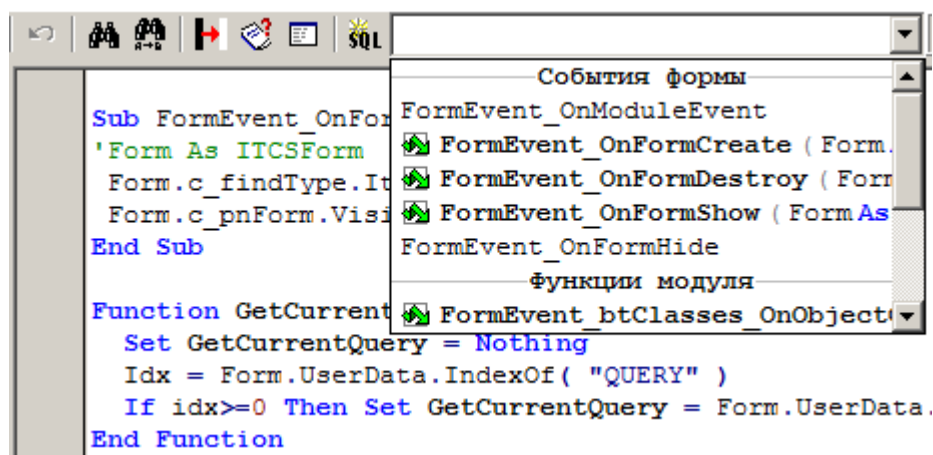 A→B
SQL
События формы
FormEvent_OnModuleEvent
FormEvent_OnFormCreate ( Form.
FormEvent_OnFormDestroy ( Form
FormEvent_OnFormShow ( Form As
FormEvent_OnFormHide
Функции модуля
FormEvent_btClasses_OnObject
Sub FormEvent_OnFor
'Form As ITCSForm
Form.c_findType.It
Form.c_pnForm.Visi
End Sub
Function GetCurrent
Set GetCurrentQuery = Nothing
Idx = Form.UserData.IndexOf( "QUERY" )
If idx>=0 Then Set GetCurrentQuery = Form.UserData.
End Function